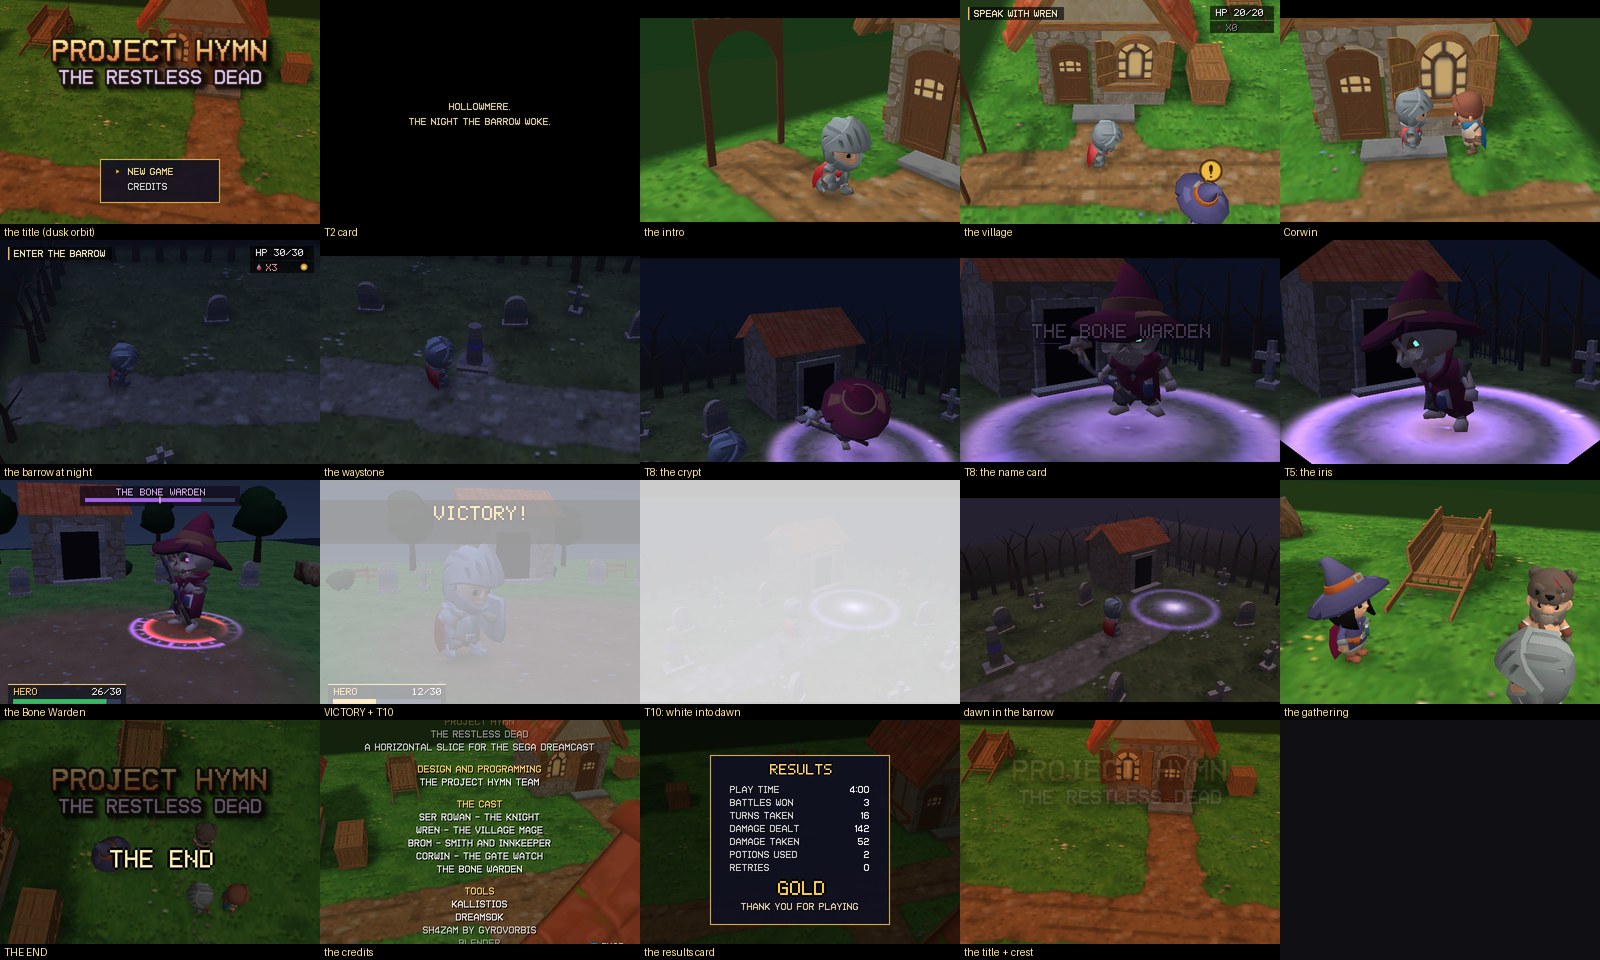 PROJECT HYMN
THE RESTLESS DEAD
NEW GAME
CREDITS
the title (dusk orbit)
HOLLOWMERE.
THE NIGHT THE BARROW WOKE.
T2 card
the intro
SPEAK WITH WREN
HP 20/20
X0
!
the village
Corwin
ENTER THE BARROW
HP 30/30
X3
the barrow at night
the waystone
T8: the crypt
THE BONE WARDEN
T8: the name card
T5: the iris
THE BONE WARDEN
HERO 26/30
the Bone Warden
VICTORY!
HERO 12/30
VICTORY + T10
T10: white into dawn
dawn in the barrow
the gathering
PROJECT HYMN
THE RESTLESS DEAD
THE END
THE END
PROJECT HYMN
THE RESTLESS DEAD
A HORIZONTAL SLICE FOR THE SEGA DREAMCAST
DESIGN AND PROGRAMMING
THE PROJECT HYMN TEAM
THE CAST
SER ROWAN - THE KNIGHT
WREN - THE VILLAGE MAGE
BROM - SMITH AND INNKEEPER
CORWIN - THE GATE WATCH
THE BONE WARDEN
TOOLS
KALLISTIOS
DREAMSDK
SH4ZAM BY GYROVORBIS
BLENDER
the credits
RESULTS
PLAY TIME 4:00
BATTLES WON 3
TURNS TAKEN 16
DAMAGE DEALT 142
DAMAGE TAKEN 52
POTIONS USED 2
RETRIES 0
GOLD
THANK YOU FOR PLAYING
the results card
PROJECT HYMN
THE RESTLESS DEAD
the title + crest